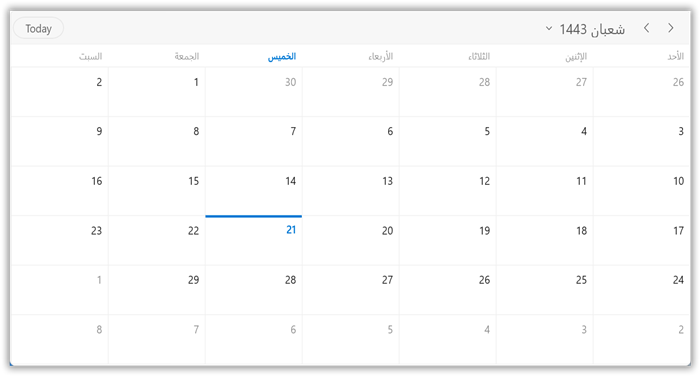 شعبان 1443 Today
الأحد الإثنين الثلاثاء الأربعاء الخميس الجمعة السبت
26 27 28 29 30 1 2
3 4 5 6 7 8 9
10 11 12 13 14 15 16
17 18 19 20 21 22 23
24 25 26 27 28 29 1
2 3 4 5 6 7 8